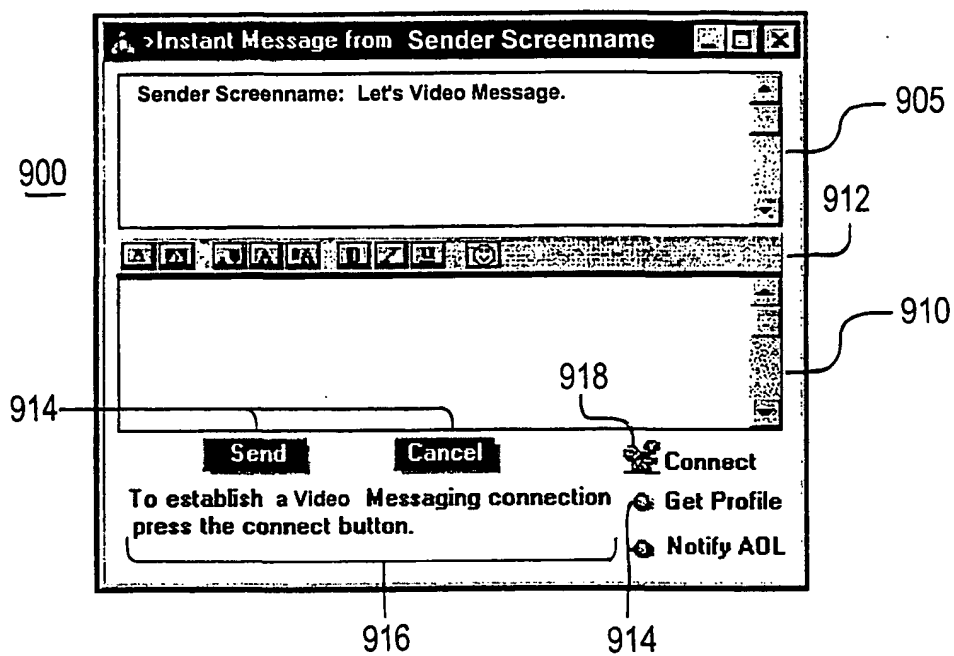 >Instant Message from Sender Screenname
Sender Screenname: Let's Video Message.
905
900
912
910
918
914
Send Cancel Connect
To establish a Video Messaging connection
press the connect button.
Get Profile
Notify AOL
916
914